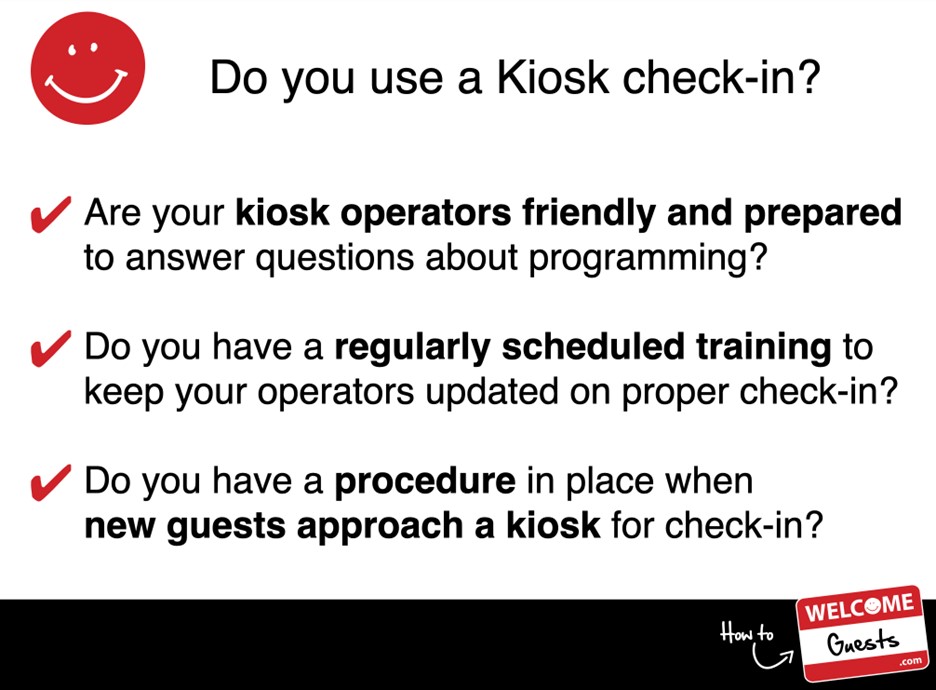 Do you use a Kiosk check-in?
✔ Are your kiosk operators friendly and prepared
to answer questions about programming?
✔ Do you have a regularly scheduled training to
keep your operators updated on proper check-in?
✔ Do you have a procedure in place when
new guests approach a kiosk for check-in?
How to
WELCOME
Guests
.com